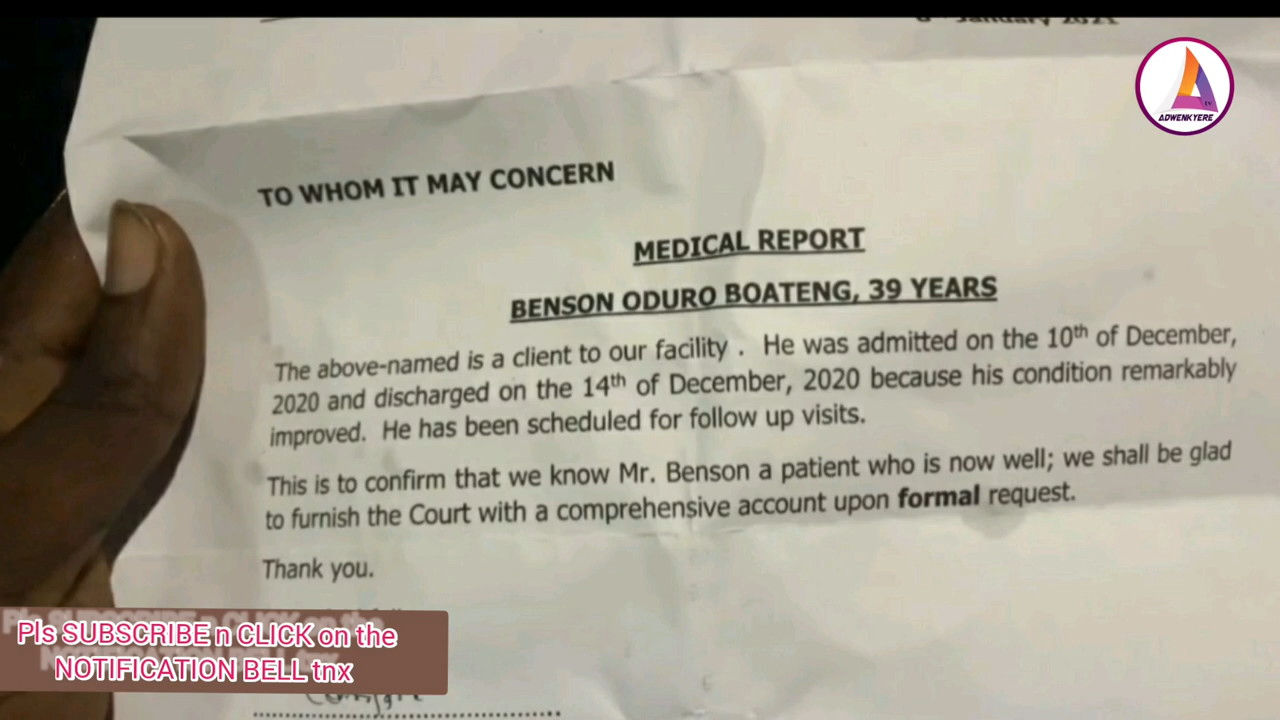 January 2021
TV
ADWENKYERE
TO WHOM IT MAY CONCERN
MEDICAL REPORT
BENSON ODURO BOATENG, 39 YEARS
The above-named is a client to our facility . He was admitted on the 10th of December,
2020 and discharged on the 14th of December, 2020 because his condition remarkably
improved. He has been scheduled for follow up visits.
This is to confirm that we know Mr. Benson a patient who is now well; we shall be glad
to furnish the Court with a comprehensive account upon formal request.
Thank you.
Pls SUBSCRIBE n CLICK on the
NOTIFICATION BELL tnx